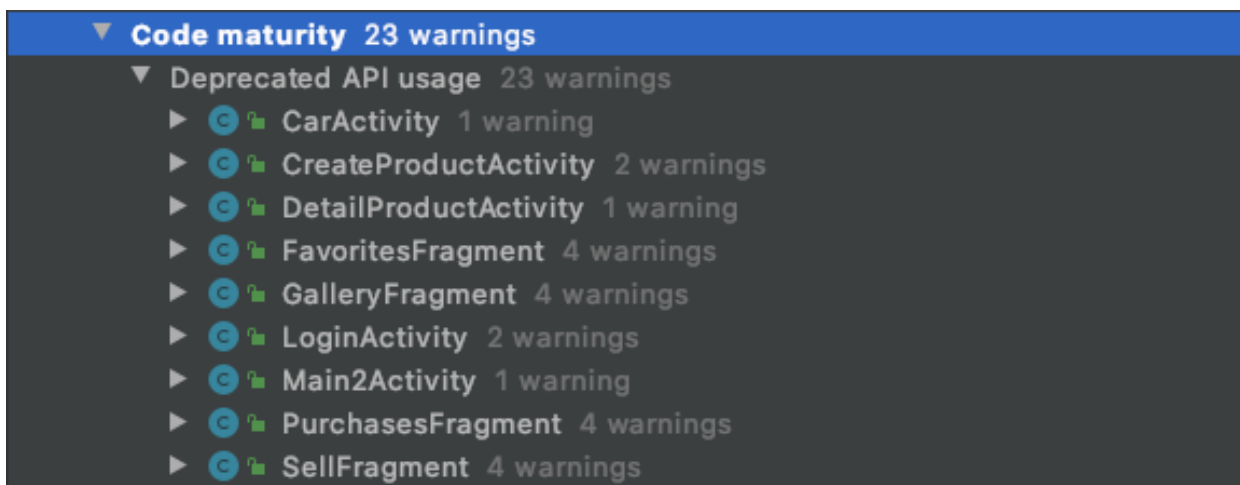 Code maturity 23 warnings
Deprecated API usage 23 warnings
C CarActivity 1 warning
C CreateProductActivity 2 warnings
C DetailProductActivity 1 warning
C FavoritesFragment 4 warnings
C GalleryFragment 4 warnings
C LoginActivity 2 warnings
C Main2Activity 1 warning
C PurchasesFragment 4 warnings
C SellFragment 4 warnings